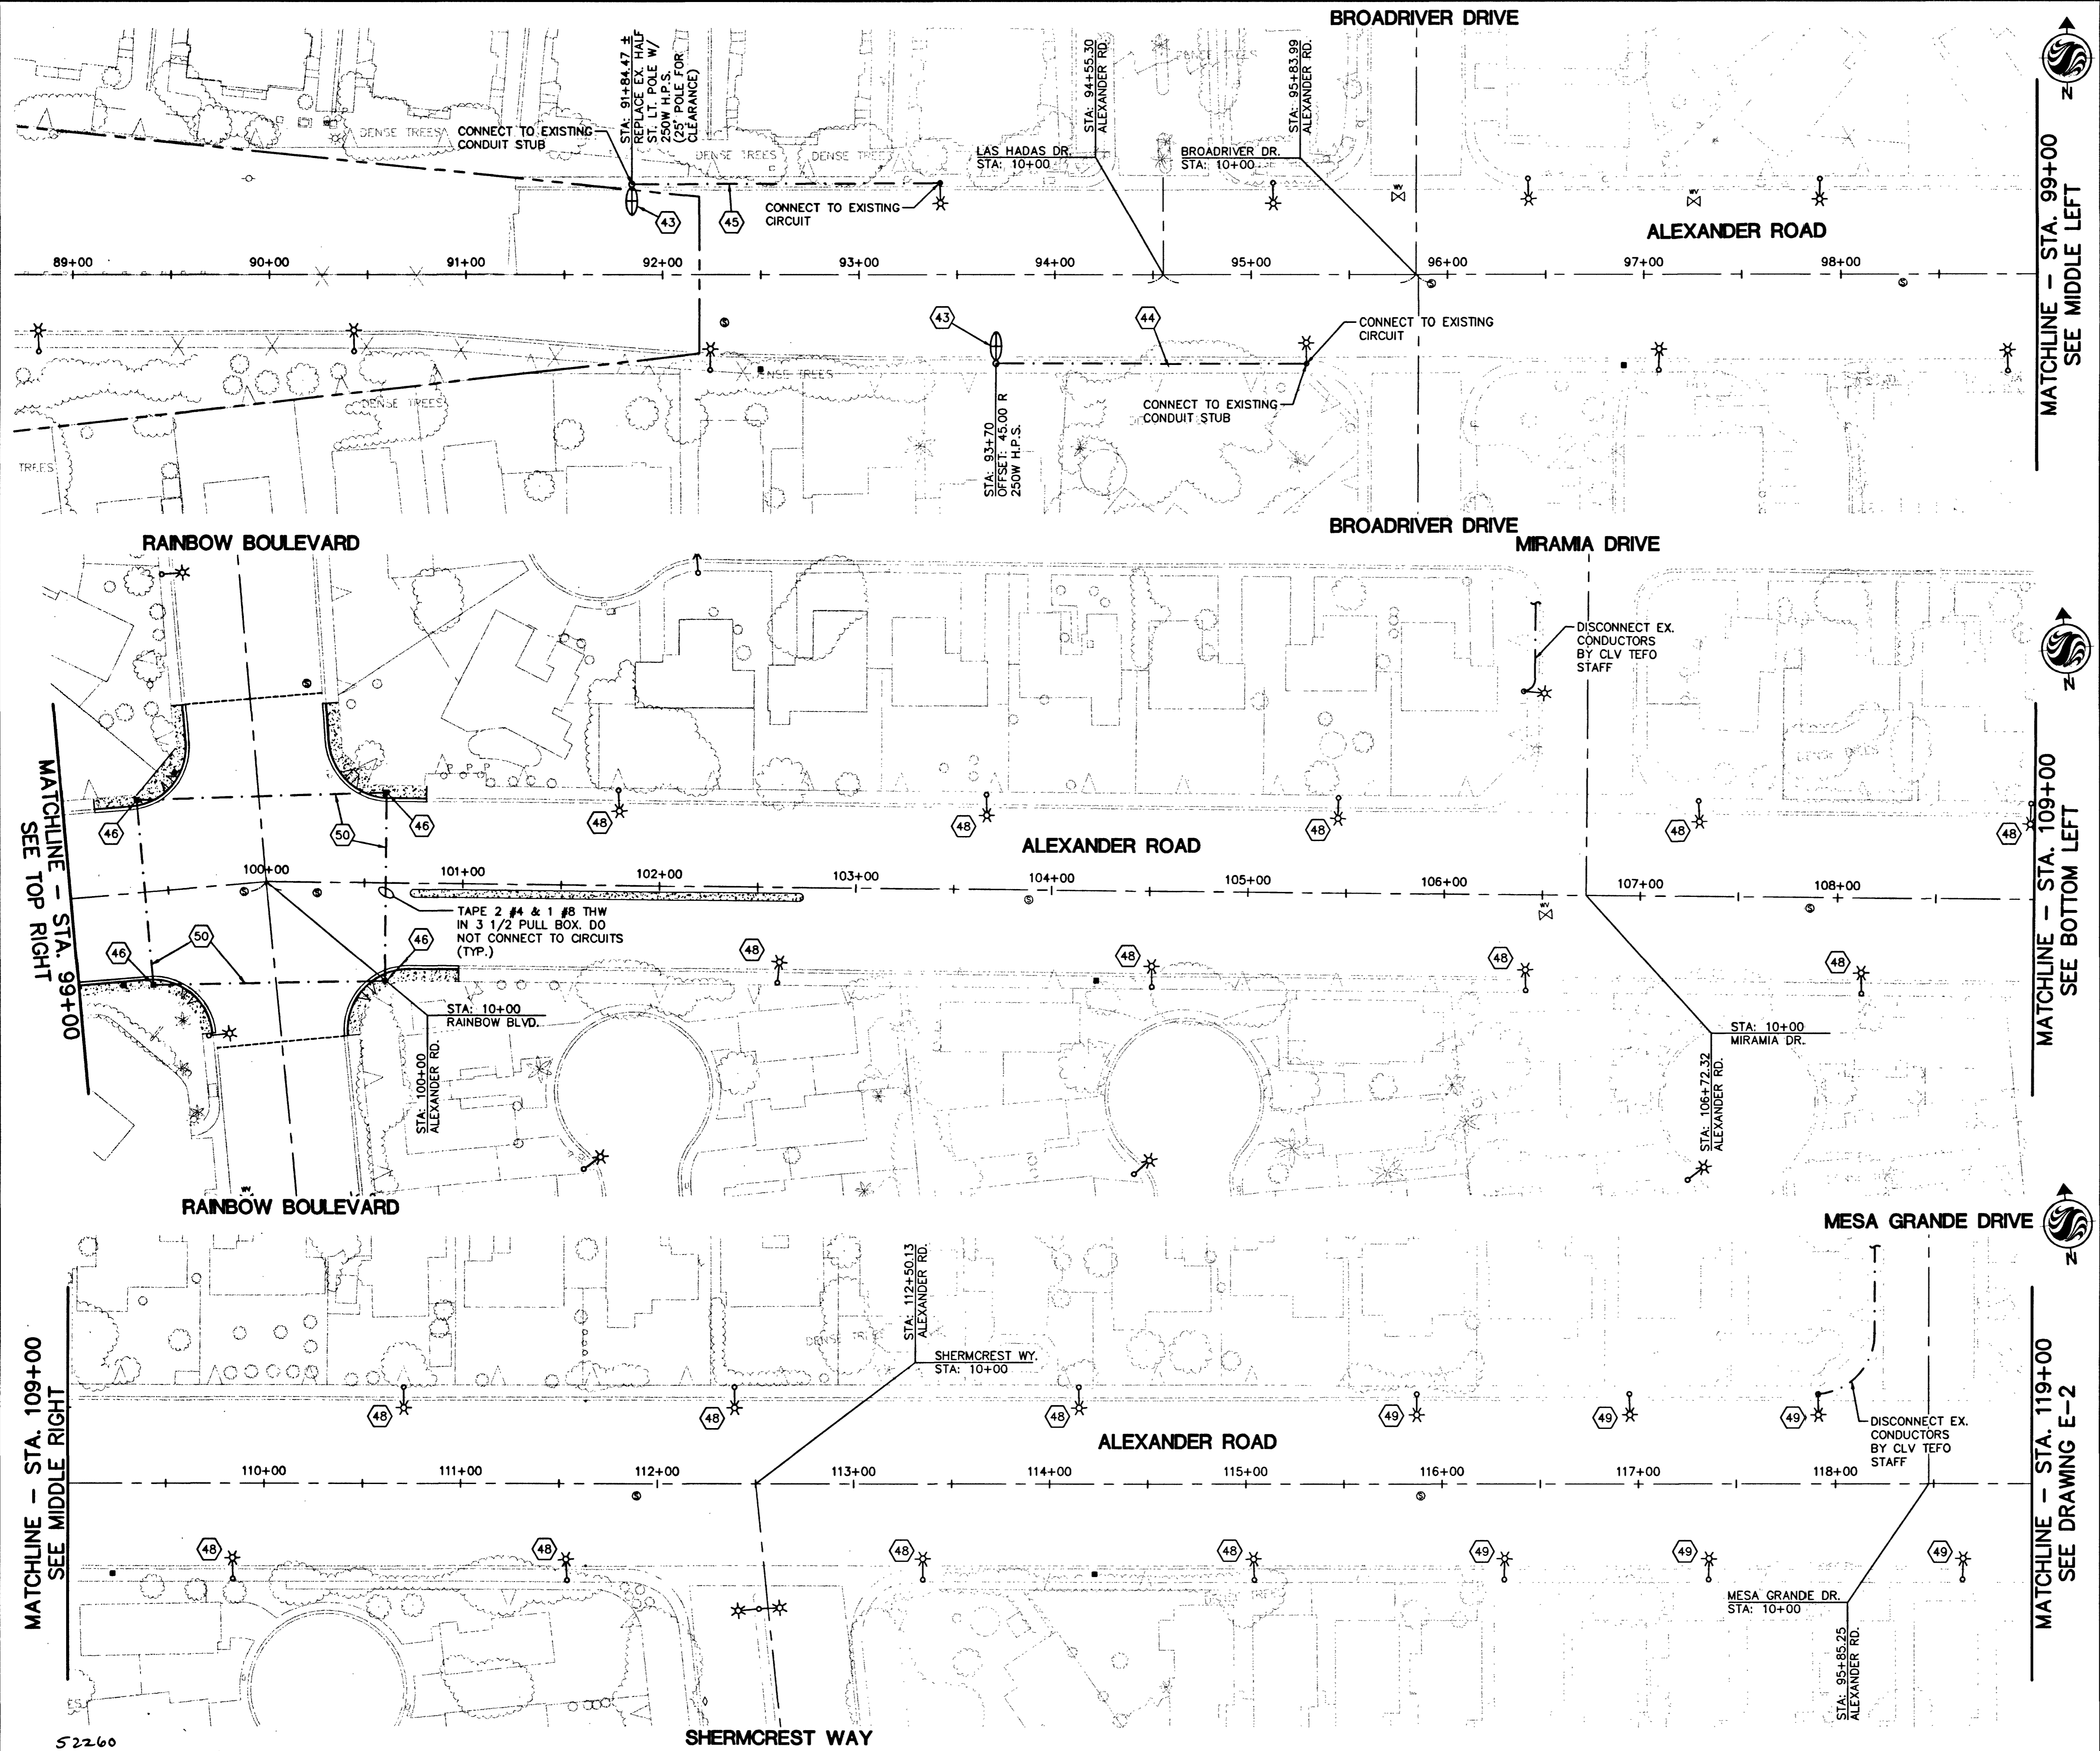 BROADRIVER DRIVE
STA: 91+84.47 ±
REPLACE EX. HALF
ST. LT. POLE W/
250W H.P.S.
(25' POLE FOR
CLEARANCE)
STA: 94+55.30
ALEXANDER RD.
STA: 95+83.99
ALEXANDER RD.
DENSE TREES
CONNECT TO EXISTING
CONDUIT STUB
DENSE TREES
DENSE TREES
DENSE TREES
LAS HADAS DR.
STA: 10+00
BROADRIVER DR.
STA: 10+00
WV
WV
43
45
CONNECT TO EXISTING
CIRCUIT
ALEXANDER ROAD
N
MATCHLINE - STA. 99+00
SEE MIDDLE LEFT
89+00
90+00
91+00
92+00
93+00
94+00
95+00
96+00
97+00
98+00
S
S
S
43
44
CONNECT TO EXISTING
CIRCUIT
DENSE TREES
DENSE TREES
CONNECT TO EXISTING
CONDUIT STUB
TREES
STA: 93+70
OFFSET: 45.00 R
250W H.P.S.
BROADRIVER DRIVE
RAINBOW BOULEVARD
MIRAMIA DRIVE
DISCONNECT EX.
CONDUCTORS
BY CLV TEFO
STAFF
N
S
DENSE TREES
P P P
46
50
46
48
48
48
48
48
ALEXANDER ROAD
MATCHLINE - STA. 99+00
SEE TOP RIGHT
MATCHLINE - STA. 109+00
SEE BOTTOM LEFT
100+00
101+00
102+00
103+00
104+00
105+00
106+00
107+00
108+00
S
S
S
S
WV
TAPE 2 #4 & 1 #8 THW
IN 3 1/2 PULL BOX. DO
NOT CONNECT TO CIRCUITS
(TYP.)
50
46
46
48
48
48
48
STA: 10+00
RAINBOW BLVD.
STA: 100+00
ALEXANDER RD.
STA: 10+00
MIRAMIA DR.
STA: 106+72.32
ALEXANDER RD.
WV
RAINBOW BOULEVARD
MESA GRANDE DRIVE
N
STA: 112+50.13
ALEXANDER RD.
SHERMCREST WY.
STA: 10+00
48
48
48
49
49
49
DISCONNECT EX.
CONDUCTORS
BY CLV TEFO
STAFF
ALEXANDER ROAD
MATCHLINE - STA. 109+00
SEE MIDDLE RIGHT
MATCHLINE - STA. 119+00
SEE DRAWING E-2
110+00
111+00
112+00
113+00
114+00
115+00
116+00
117+00
118+00
S
S
48
48
48
48
49
49
49
MESA GRANDE DR.
STA: 10+00
STA: 95+85.25
ALEXANDER RD.
ES
SHERMCREST WAY
52260